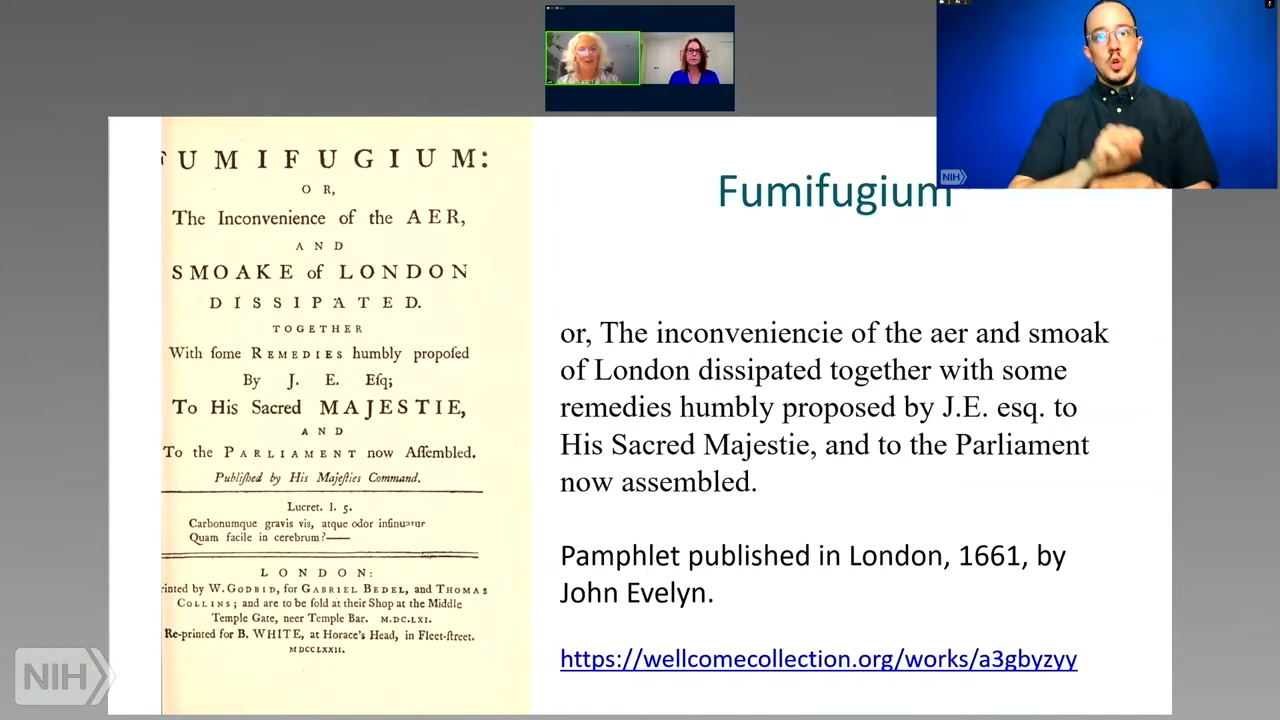 FUMIFUGIUM:
OR,
The Inconvenience of the AER,
AND
SMOAKE of LONDON
DISSIPATED.
TOGETHER
With ſome REMEDIES humbly propoſed
By J. E. Eſq;
To His Sacred MAJESTIE,
AND
To the PARLIAMENT now Aſſembled.
Publiſhed by His Majeſties Command.
Lucret. l. 5.
Carbonumque gravis vis, atque odor inſinuatur
Quam facile in cerebrum?——
LONDON:
inted by W. GODBID, for GABRIEL BEDEL, and THOMAS
COLLINS; and are to be ſold at their Shop at the Middle
Temple Gate, neer Temple Bar. M.DC.LXI.
Re-printed for B. WHITE, at Horace's Head, in Fleet-ſtreet.
MDCCLXXII.
Fumifugium
or, The inconveniencie of the aer and smoak
of London dissipated together with some
remedies humbly proposed by J.E. esq. to
His Sacred Majestie, and to the Parliament
now assembled.
Pamphlet published in London, 1661, by
John Evelyn.
https://wellcomecollection.org/works/a3gbyzyy
NIH
NIH